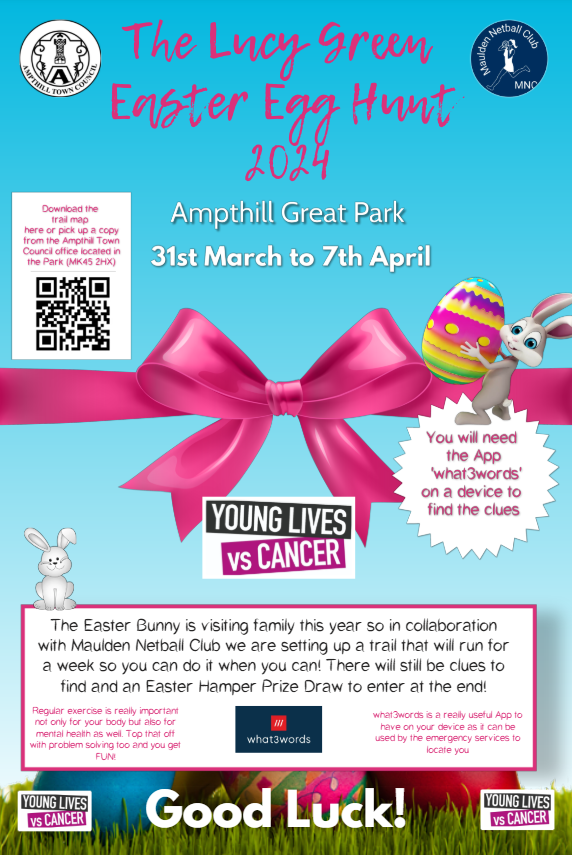 AMPTHILL TOWN COUNCIL
The Lucy Green
Easter Egg Hunt
2024
Maulden Netball Club
MNC
Ampthill Great Park
31st March to 7th April
Download the
trail map
here or pick up a copy
from the Ampthill Town
Council office located in
the Park (MK45 2HX)
You will need
the App
'what3words'
on a device to
find the clues
YOUNG LIVES
vs CANCER
The Easter Bunny is visiting family this year so in collaboration
with Maulden Netball Club we are setting up a trail that will run for
a week so you can do it when you can! There will still be clues to
find and an Easter Hamper Prize Draw to enter at the end!
Regular exercise is really important
not only for your body but also for
mental health as well. Top that off
with problem solving too and you get
FUN!
///
what3words
what3words is a really useful App to
have on your device as it can be
used by the emergency services to
locate you
YOUNG LIVES
vs CANCER
Good Luck!
YOUNG LIVES
vs CANCER